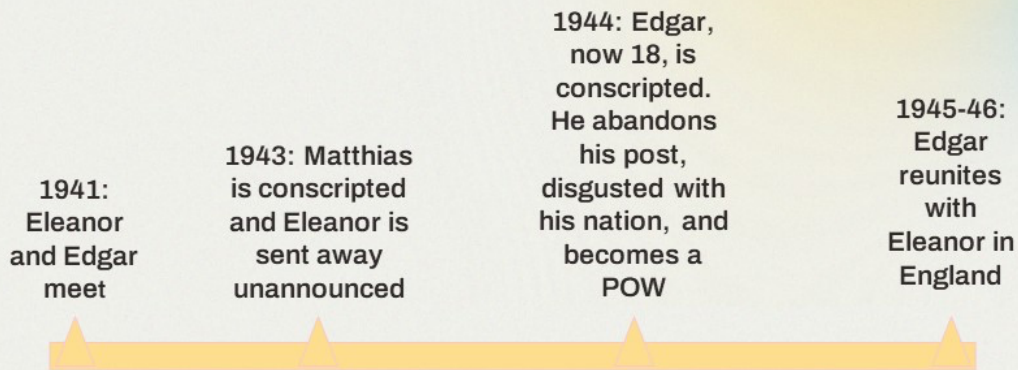 1941:
Eleanor
and Edgar
meet
1943: Matthias
is conscripted
and Eleanor is
sent away
unannounced
1944: Edgar,
now 18, is
conscripted.
He abandons
his post,
disgusted with
his nation, and
becomes a
POW
1945-46:
Edgar
reunites
with
Eleanor in
England